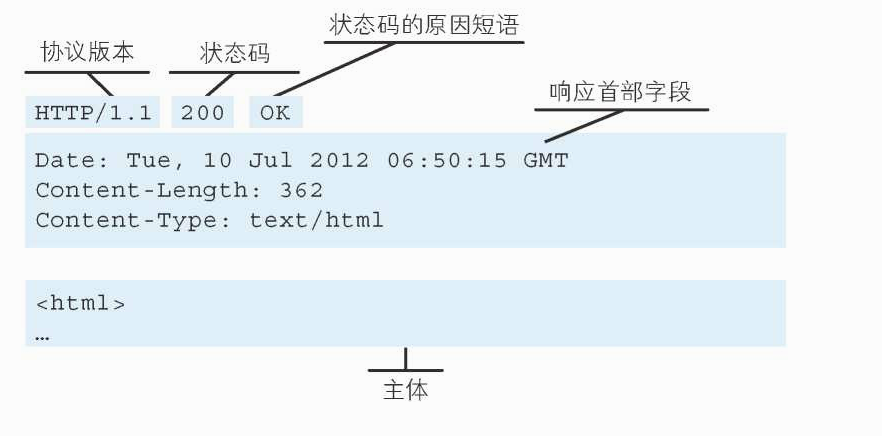 状态码的原因短语
协议版本 状态码
响应首部字段
HTTP/1.1 200 OK
Date: Tue, 10 Jul 2012 06:50:15 GMT
Content-Length: 362
Content-Type: text/html
<html>
…
主体